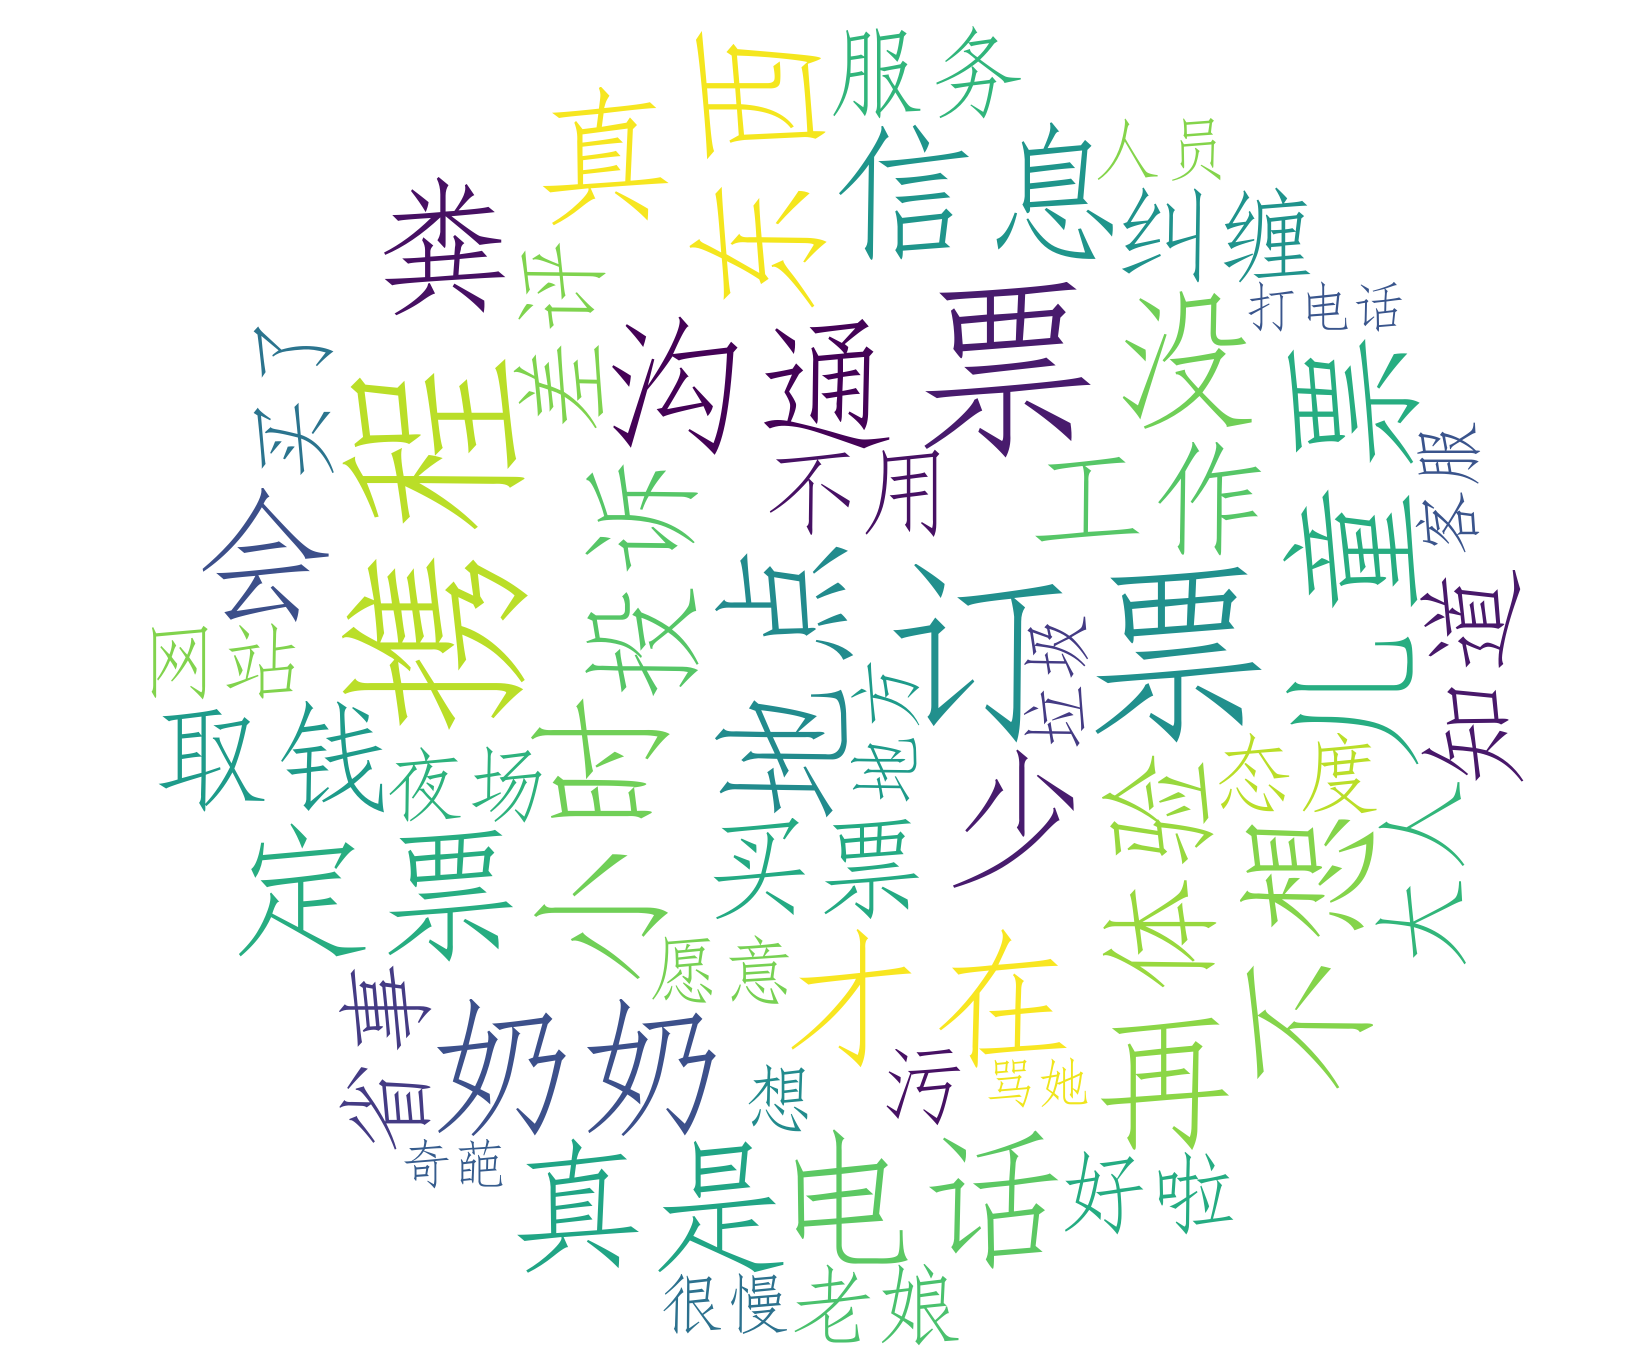 服务
东西
真
信息
人员
纠缠
粪
差评
打电话
票
沟通
没
买了
携程
儿童票
客服
不用
工作
投诉
会
地点
订票
知道
网站
垃圾
地方
小时
取钱
夜场
少
态度
体验
不想
大人
买票
定票
愿意
才在
省事
奶奶
再
污
骂她
想
奇葩
真是
电话
好啦
很慢
老娘